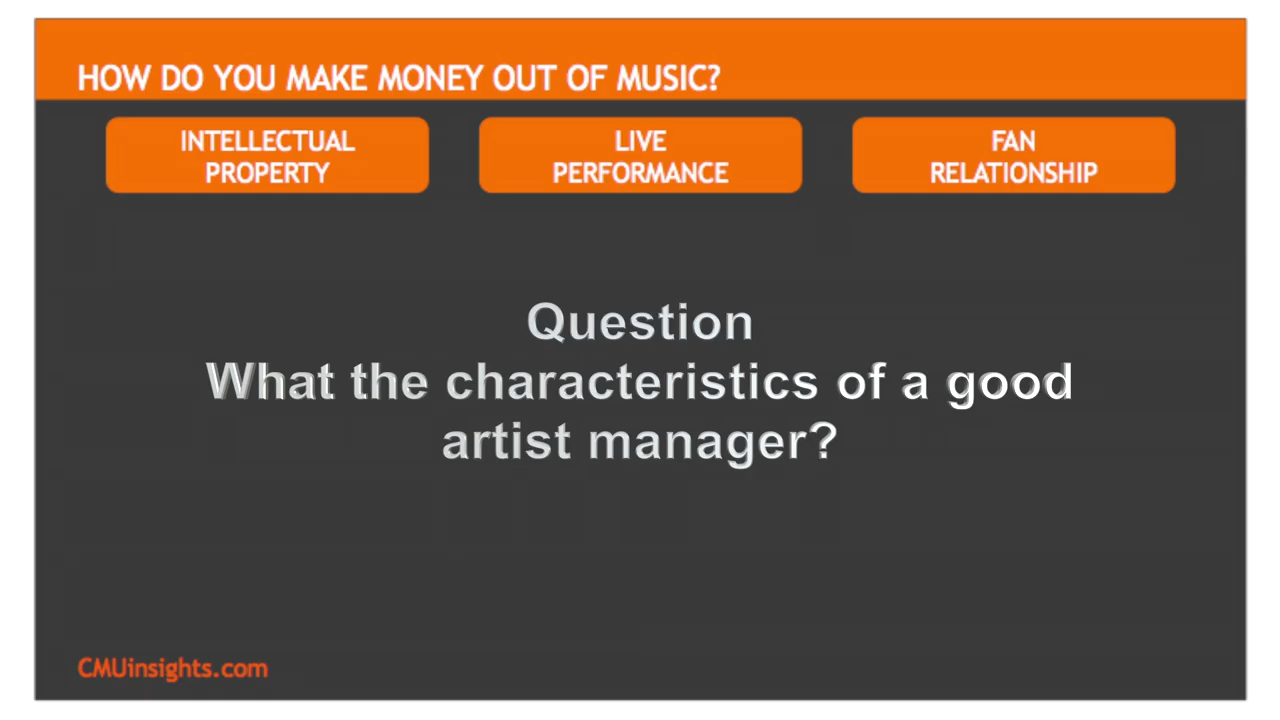 HOW DO YOU MAKE MONEY OUT OF MUSIC?
INTELLECTUAL
PROPERTY
LIVE
PERFORMANCE
FAN
RELATIONSHIP
Question
What the characteristics of a good
artist manager?
CMUinsights.com